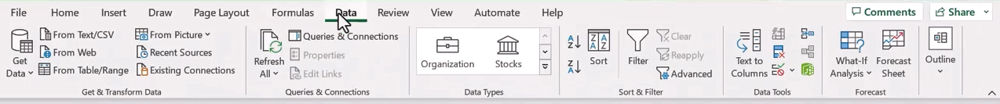 File Home Insert Draw Page Layout Formulas Data Review View Automate Help Comments Share
Get Data
From Text/CSV
From Web
From Table/Range
From Picture
Recent Sources
Existing Connections
Get & Transform Data
Refresh All
Queries & Connections
Properties
Edit Links
Queries & Connections
Organization
Stocks
Data Types
A
Z
Z
A
Z A
A Z
Sort
Filter
Clear
Reapply
Advanced
Sort & Filter
Text to
Columns
Data Tools
What-If
Analysis
Forecast
Sheet
Forecast
Outline